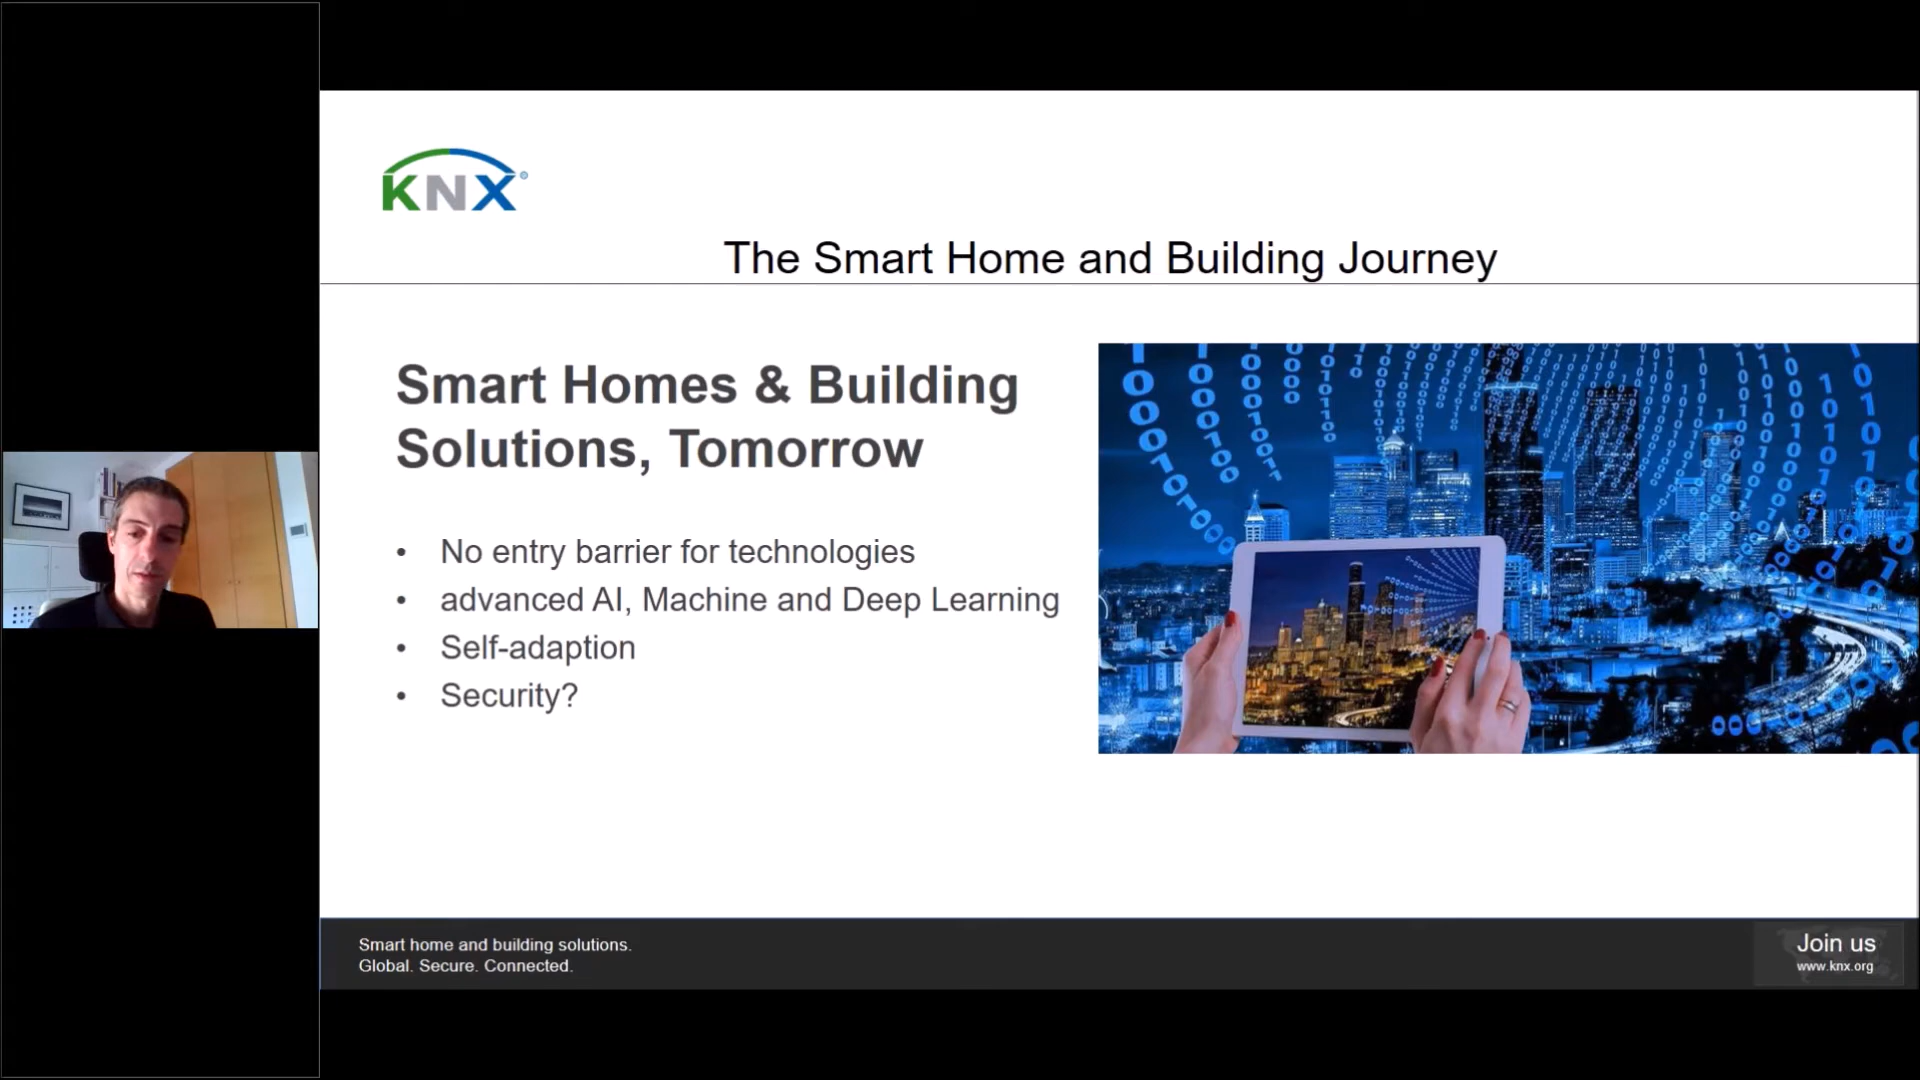 KNX®
The Smart Home and Building Journey
Smart Homes & Building
Solutions, Tomorrow
• No entry barrier for technologies
• advanced AI, Machine and Deep Learning
• Self-adaption
• Security?
Smart home and building solutions.
Global. Secure. Connected.
Join us
www.knx.org